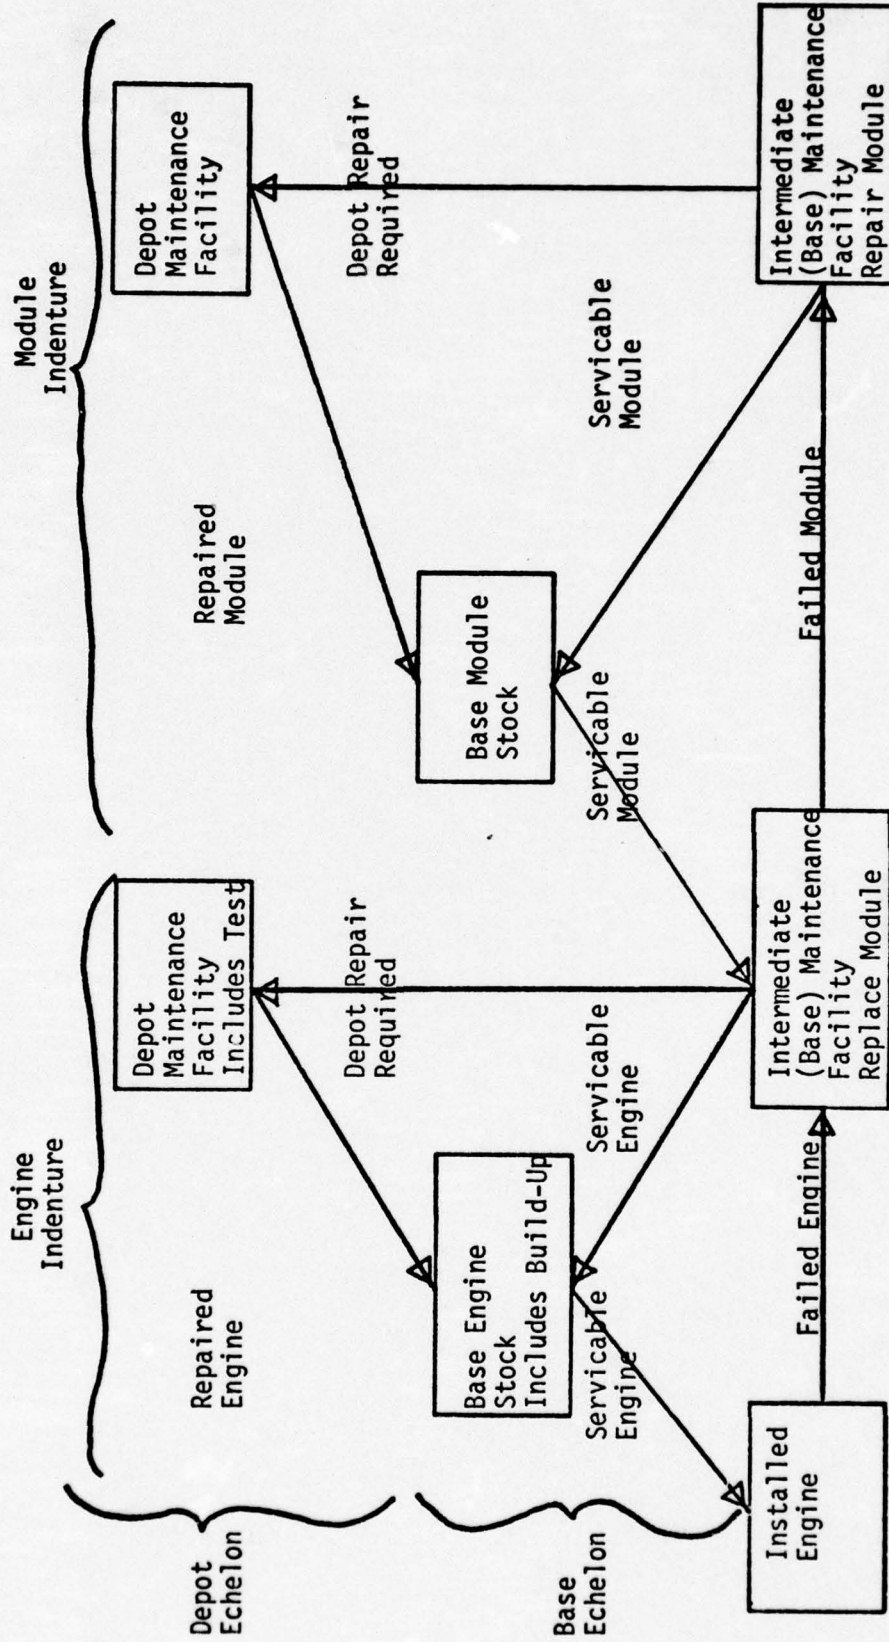 Engine
Indenture
Module
Indenture
Depot
Echelon
Repaired
Engine
Depot
Maintenance
Facility
Includes Test
Repaired
Module
Depot
Maintenance
Facility
Depot Repair
Required
Depot Repair
Required
Base
Echelon
Base Engine
Stock
Includes Build-Up
Base Module
Stock
Servicable
Engine
Servicable
Engine
Servicable
Module
Servicable
Module
Installed
Engine
Failed Engine
Intermediate
(Base) Maintenance
Facility
Replace Module
Failed Module
Intermediate
(Base) Maintenance
Facility
Repair Module